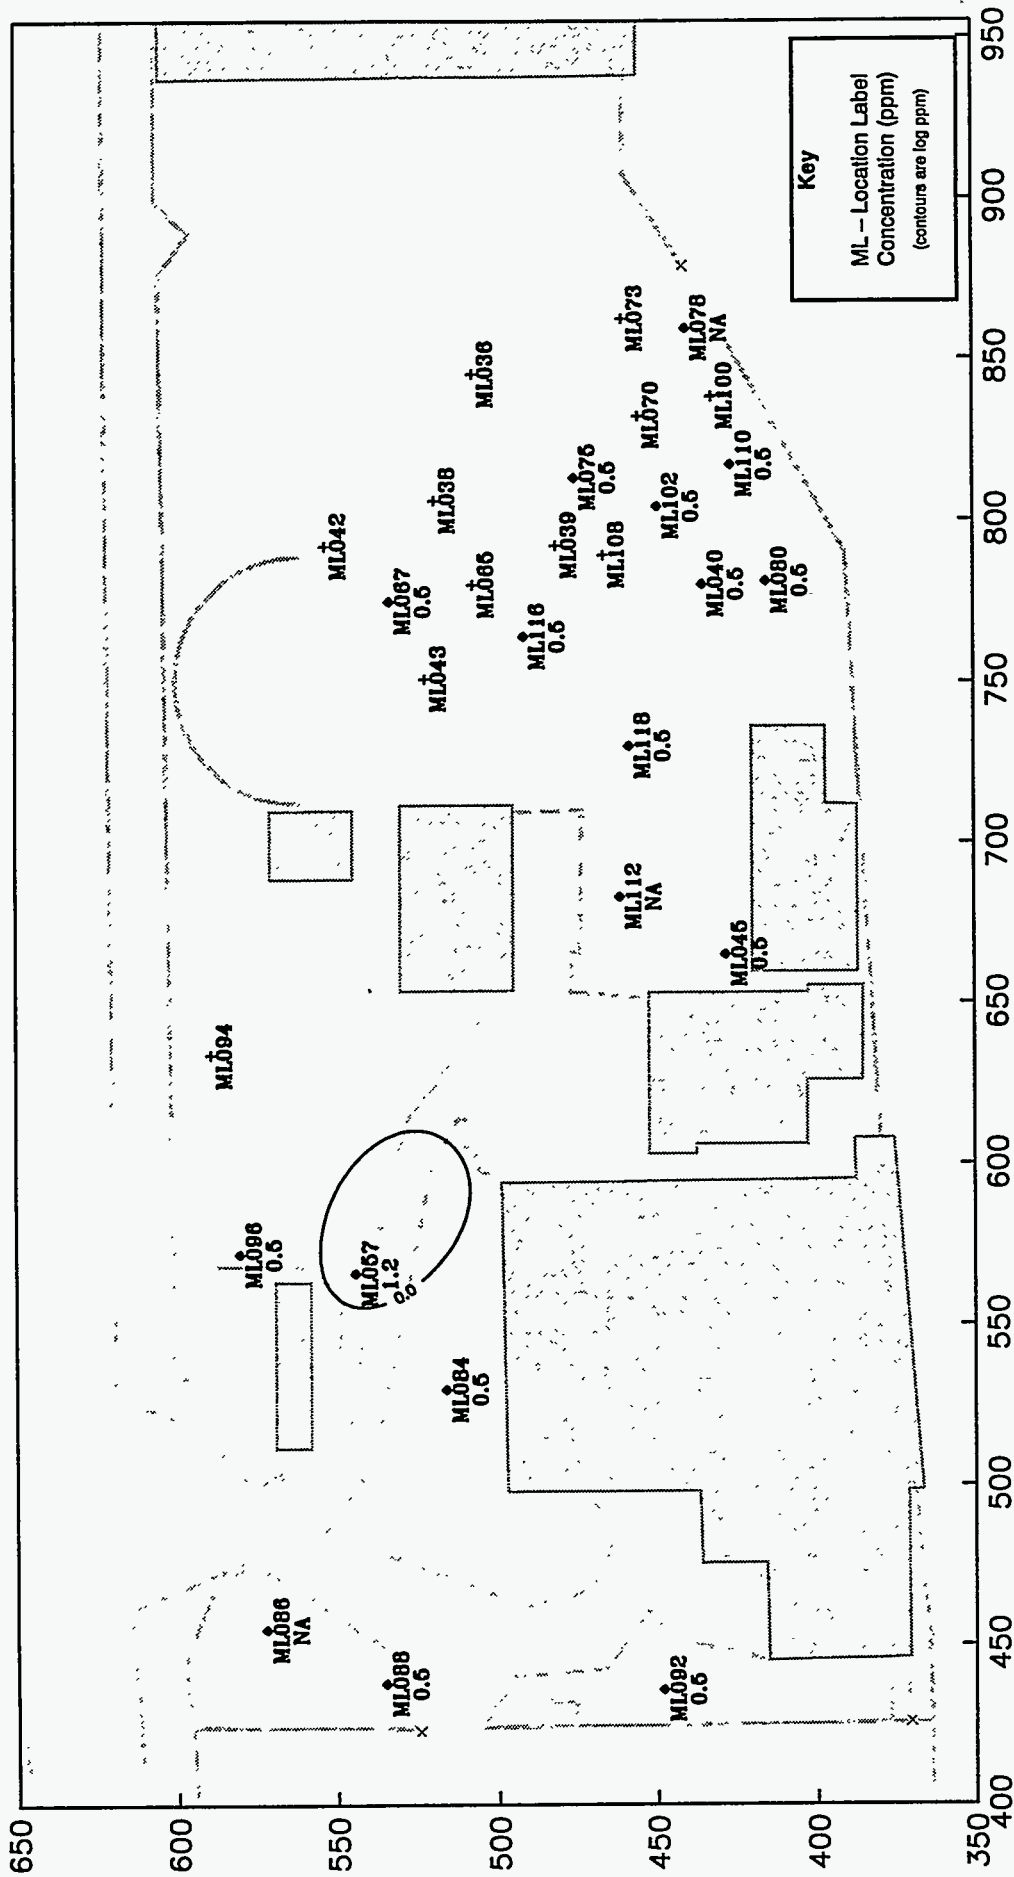 650
600
550
500
450
400
350
400
450
500
550
600
650
700
750
800
850
900
950
Key
ML – Location Label
Concentration (ppm)
(contours are log ppm)
ML096
0.5
ML094
ML086
NA
ML088
0.5
ML057
1.2
0.0
ML084
0.5
ML092
0.5
ML042
ML067
0.5
ML043
ML038
ML065
ML036
ML116
0.5
ML039
ML075
0.5
ML108
ML118
0.5
ML112
NA
ML045
0.5
ML073
ML070
ML078
NA
ML100
ML102
0.5
ML110
0.5
ML040
0.5
ML080
0.5